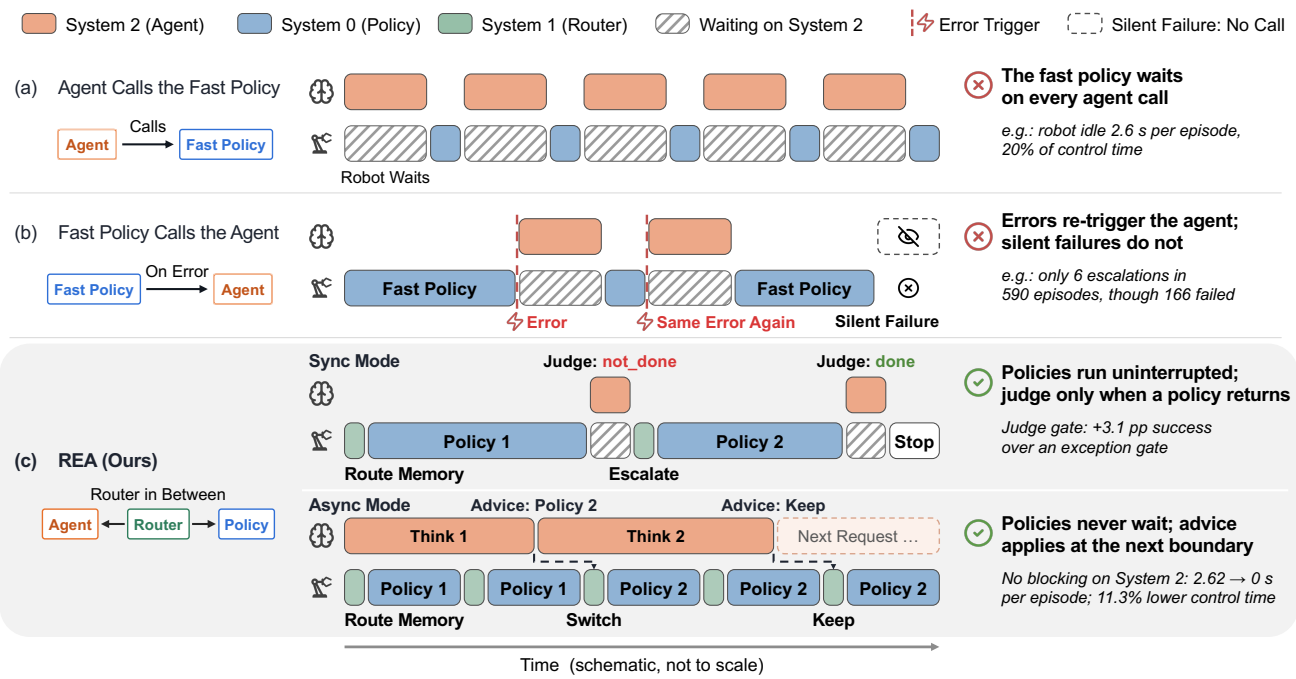 System 2 (Agent)
System 0 (Policy)
System 1 (Router)
Waiting on System 2
Error Trigger
Silent Failure: No Call
(a) Agent Calls the Fast Policy
Agent
Calls
Fast Policy
Robot Waits
The fast policy waits
on every agent call
e.g.: robot idle 2.6 s per episode,
20% of control time
(b) Fast Policy Calls the Agent
Fast Policy
On Error
Agent
Fast Policy
Fast Policy
Error
Same Error Again
Silent Failure
Errors re-trigger the agent;
silent failures do not
e.g.: only 6 escalations in
590 episodes, though 166 failed
(c) REA (Ours)
Router in Between
Agent
Router
Policy
Sync Mode
Judge: not_done
Judge: done
Policy 1
Policy 2
Stop
Route Memory
Escalate
Policies run uninterrupted;
judge only when a policy returns
Judge gate: +3.1 pp success
over an exception gate
Async Mode
Advice: Policy 2
Advice: Keep
Think 1
Think 2
Next Request ...
Policy 1
Policy 1
Policy 2
Policy 2
Policy 2
Route Memory
Switch
Keep
Policies never wait; advice
applies at the next boundary
No blocking on System 2: 2.62 → 0 s
per episode; 11.3% lower control time
Time (schematic, not to scale)